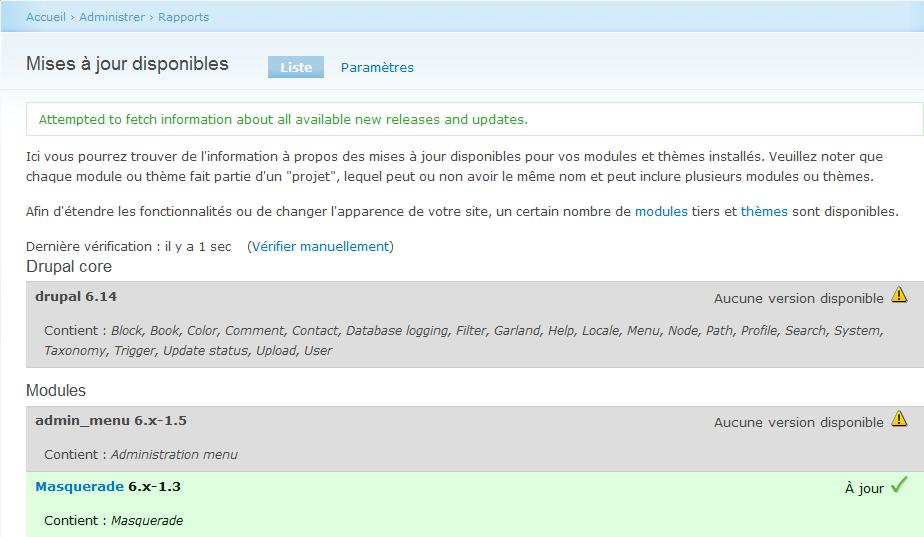 Accueil › Administrer › Rapports
Mises à jour disponibles Liste Paramètres
Attempted to fetch information about all available new releases and updates.
Ici vous pourrez trouver de l'information à propos des mises à jour disponibles pour vos modules et thèmes installés. Veuillez noter que
chaque module ou thème fait partie d'un "projet", lequel peut ou non avoir le même nom et peut inclure plusieurs modules ou thèmes.
Afin d'étendre les fonctionnalités ou de changer l'apparence de votre site, un certain nombre de modules tiers et thèmes sont disponibles.
Dernière vérification : il y a 1 sec (Vérifier manuellement)
Drupal core
drupal 6.14 Aucune version disponible
Contient : Block, Book, Color, Comment, Contact, Database logging, Filter, Garland, Help, Locale, Menu, Node, Path, Profile, Search, System,
Taxonomy, Trigger, Update status, Upload, User
Modules
admin_menu 6.x-1.5 Aucune version disponible
Contient : Administration menu
Masquerade 6.x-1.3 À jour
Contient : Masquerade